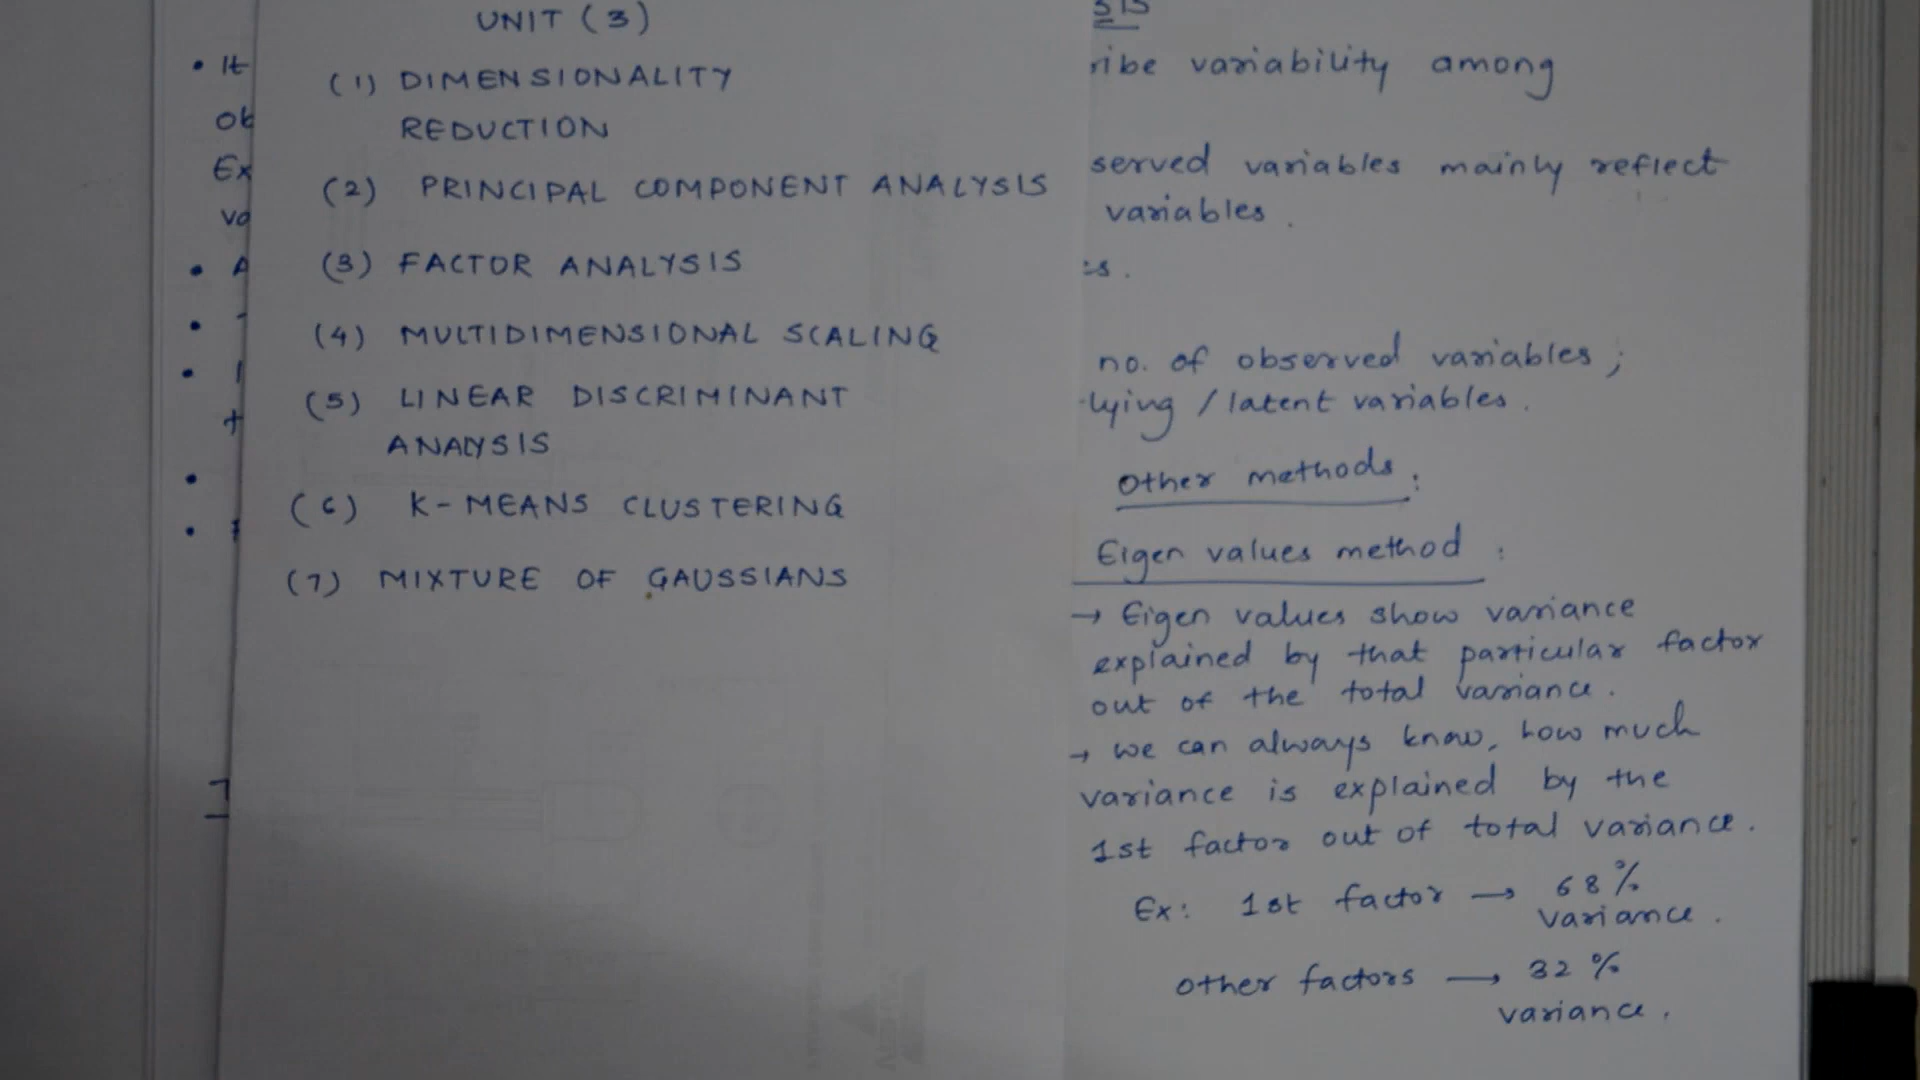 UNIT (3)
(1) DIMENSIONALITY
REDUCTION
(2) PRINCIPAL COMPONENT ANALYSIS
(3) FACTOR ANALYSIS
(4) MULTIDIMENSIONAL SCALING
(5) LINEAR DISCRIMINANT
ANALYSIS
(6) K-MEANS CLUSTERING
(7) MIXTURE OF GAUSSIANS
• It
Ex
• A
variability among
served variables mainly reflect
variables.
no. of observed variables;
lying / latent variables.
Other methods:
Eigen values method:
→ Eigen values show variance
explained by that particular factor
out of the total variance.
→ we can always know, how much
variance is explained by the
1st factor out of total variance.
Ex: 1st factor → 68%
variance.
other factors → 32%
variance.